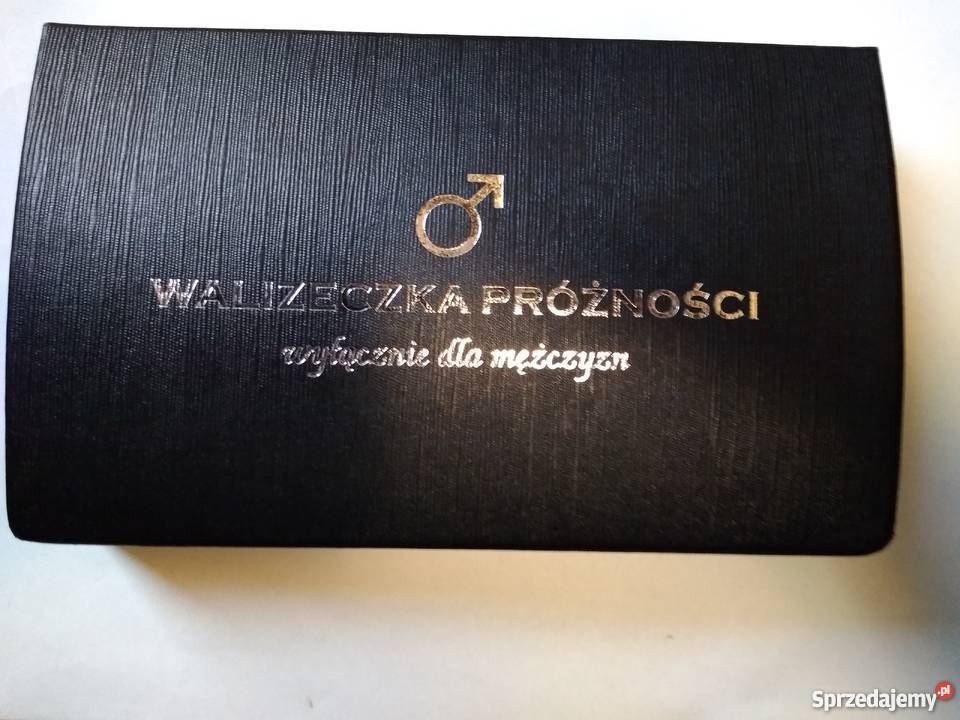 WALIZECZKA PRÓŻNOŚCI
wyłącznie dla mężczyzn
Sprzedajemy.pl